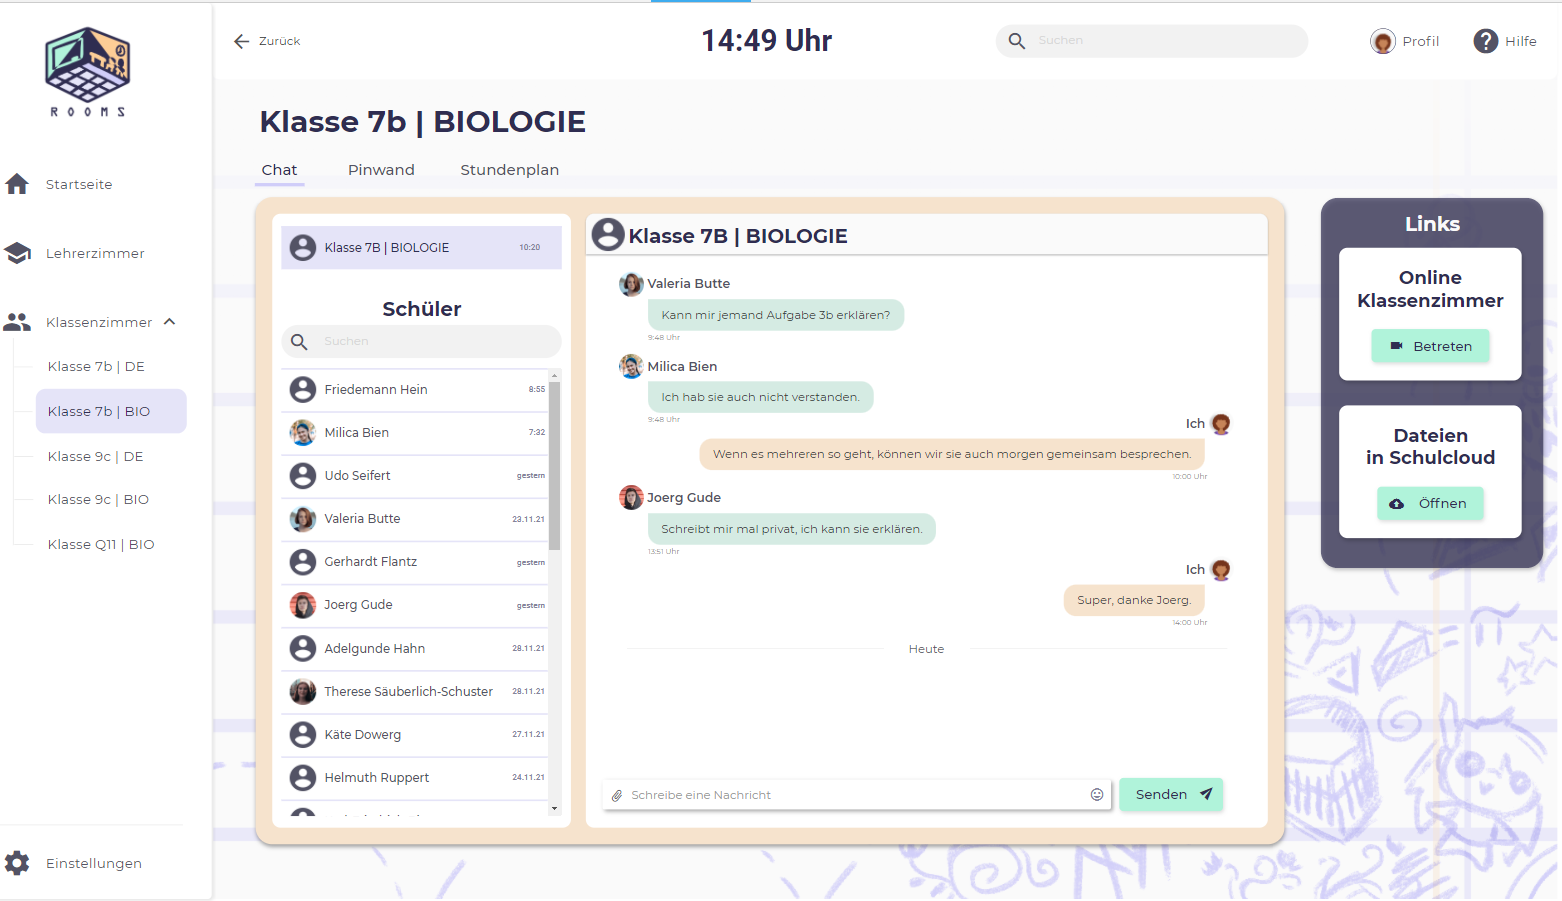 ROOMS
Startseite
Lehrerzimmer
Klassenzimmer
Klasse 7b | DE
Klasse 7b | BIO
Klasse 9c | DE
Klasse 9c | BIO
Klasse Q11 | BIO
Einstellungen
Zurück
14:49 Uhr
Suchen
Profil
? Hilfe
Klasse 7b | BIOLOGIE
Chat
Pinwand
Stundenplan
Klasse 7B | BIOLOGIE 10:20
Schüler
Suchen
Friedemann Hein 8:55
Milica Bien 7:32
Udo Seifert gestern
Valeria Butte 23.11.21
Gerhardt Flantz gestern
Joerg Gude gestern
Adelgunde Hahn 28.11.21
Therese Säuberlich-Schuster 28.11.21
Käte Dowerg 27.11.21
Helmuth Ruppert 24.11.21
Klasse 7B | BIOLOGIE
Valeria Butte
Kann mir jemand Aufgabe 3b erklären?
9:48 Uhr
Milica Bien
Ich hab sie auch nicht verstanden.
9:48 Uhr
Ich
Wenn es mehreren so geht, können wir sie auch morgen gemeinsam besprechen.
10:00 Uhr
Joerg Gude
Schreibt mir mal privat, ich kann sie erklären.
13:51 Uhr
Ich
Super, danke Joerg.
14:00 Uhr
Heute
Schreibe eine Nachricht
Senden
Links
Online
Klassenzimmer
Betreten
Dateien
in Schulcloud
Öffnen